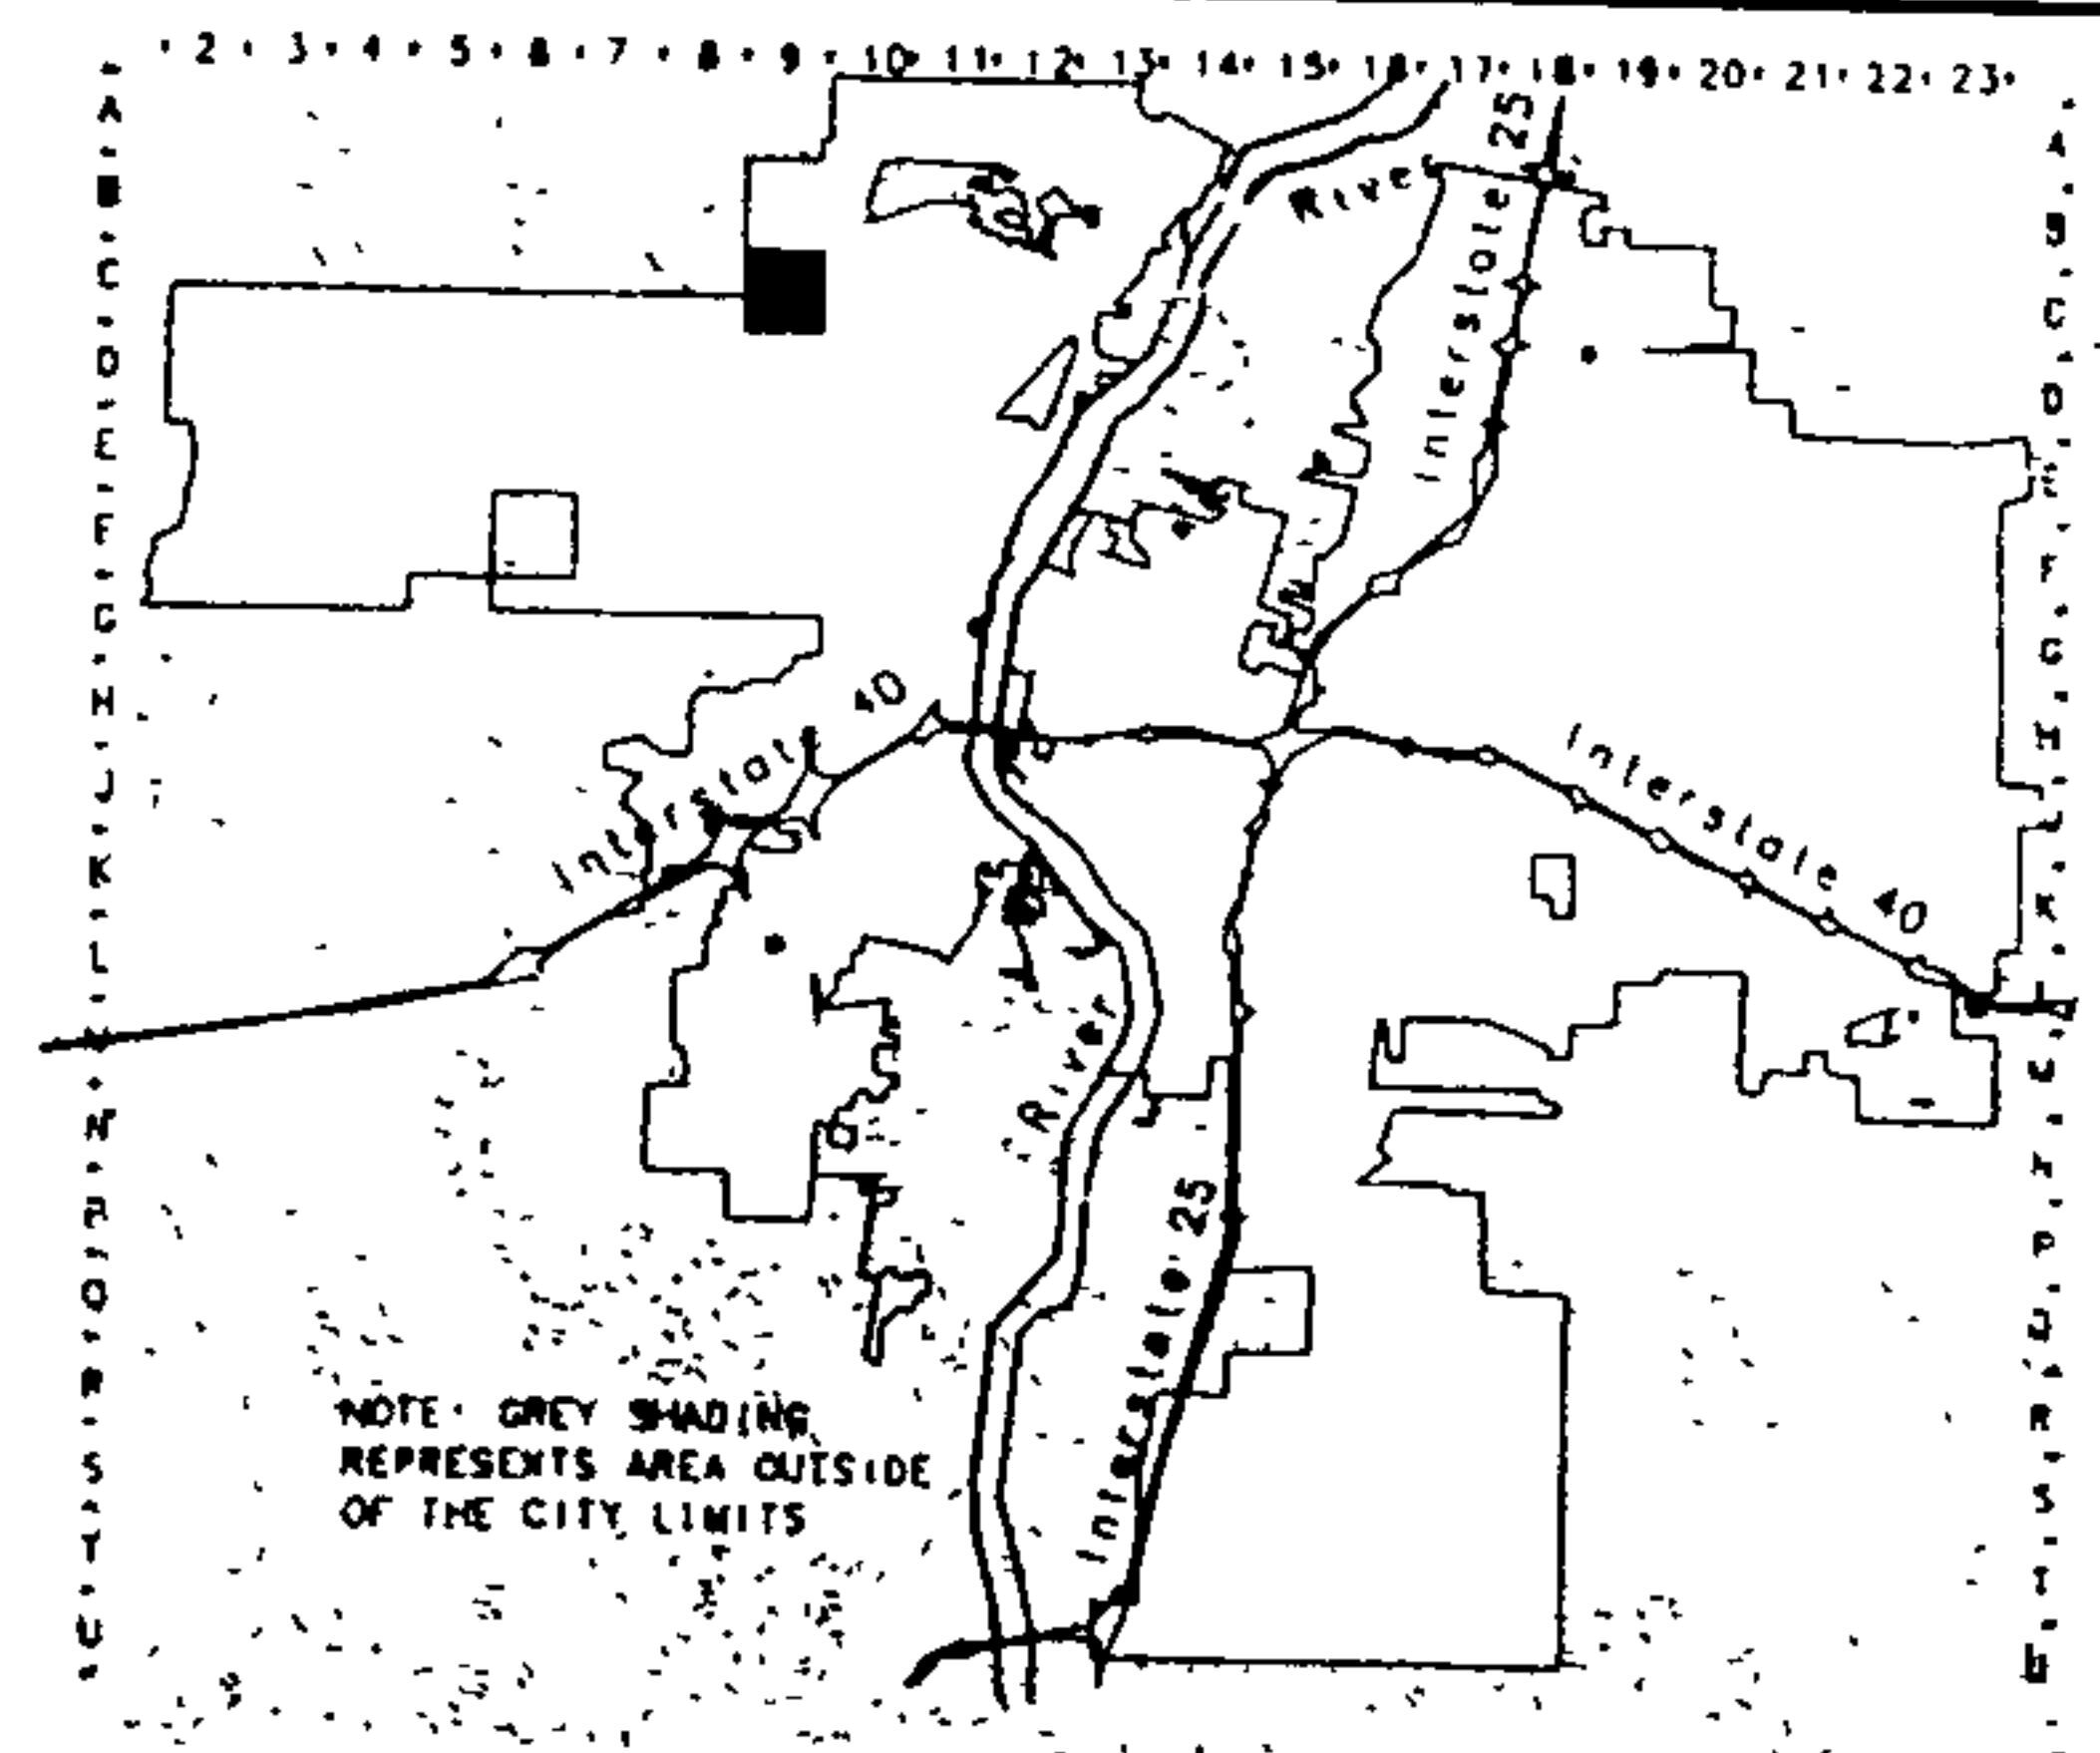 2 3 4 5 6 7 8 9 10 11 12 13 14 15 16 17 18 19 20 21 22 23
A
B
C
D
E
F
G
H
J
K
L
M
N
P
Q
R
S
T
U
River
Interstate 25
Interstate 40
Interstate 40
River
Interstate 25
NOTE: GREY SHADING
REPRESENTS AREA OUTSIDE
OF THE CITY LIMITS
A
B
C
D
E
F
G
H
K
L
M
N
P
Q
R
S
T
U